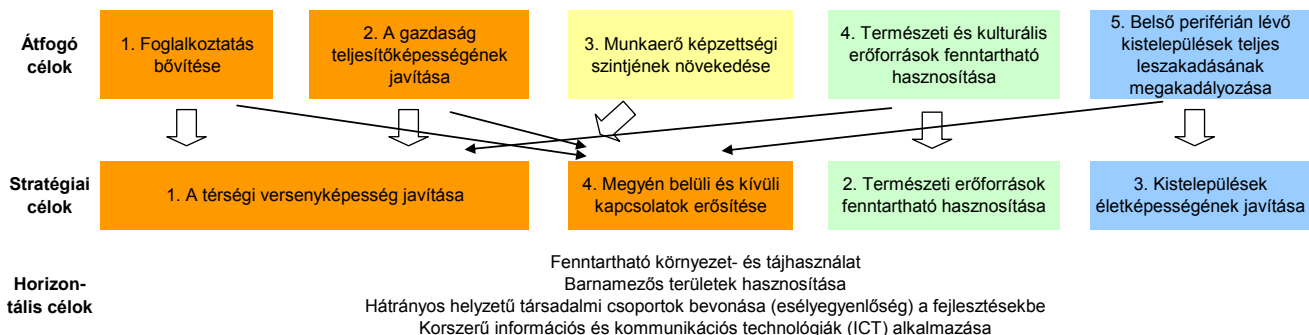 Átfogó
célok
1. Foglalkoztatás
bővítése
2. A gazdaság
teljesítőképességének
javítása
3. Munkaerő képzettségi
szintjének növekedése
4. Természeti és kulturális
erőforrások fenntartható
hasznosítása
5. Belső periférián lévő
kistelepülések teljes
leszakadásának
megakadályozása
Stratégiai
célok
1. A térségi versenyképesség javítása
4. Megyén belüli és kívüli
kapcsolatok erősítése
2. Természeti erőforrások
fenntartható hasznosítása
3. Kistelepülések
életképességének javítása
Horizon-
tális célok
Fenntartható környezet- és tájhasználat
Barnamezős területek hasznosítása
Hátrányos helyzetű társadalmi csoportok bevonása (esélyegyenlőség) a fejlesztésekbe
Korszerű információs és kommunikációs technológiák (ICT) alkalmazása